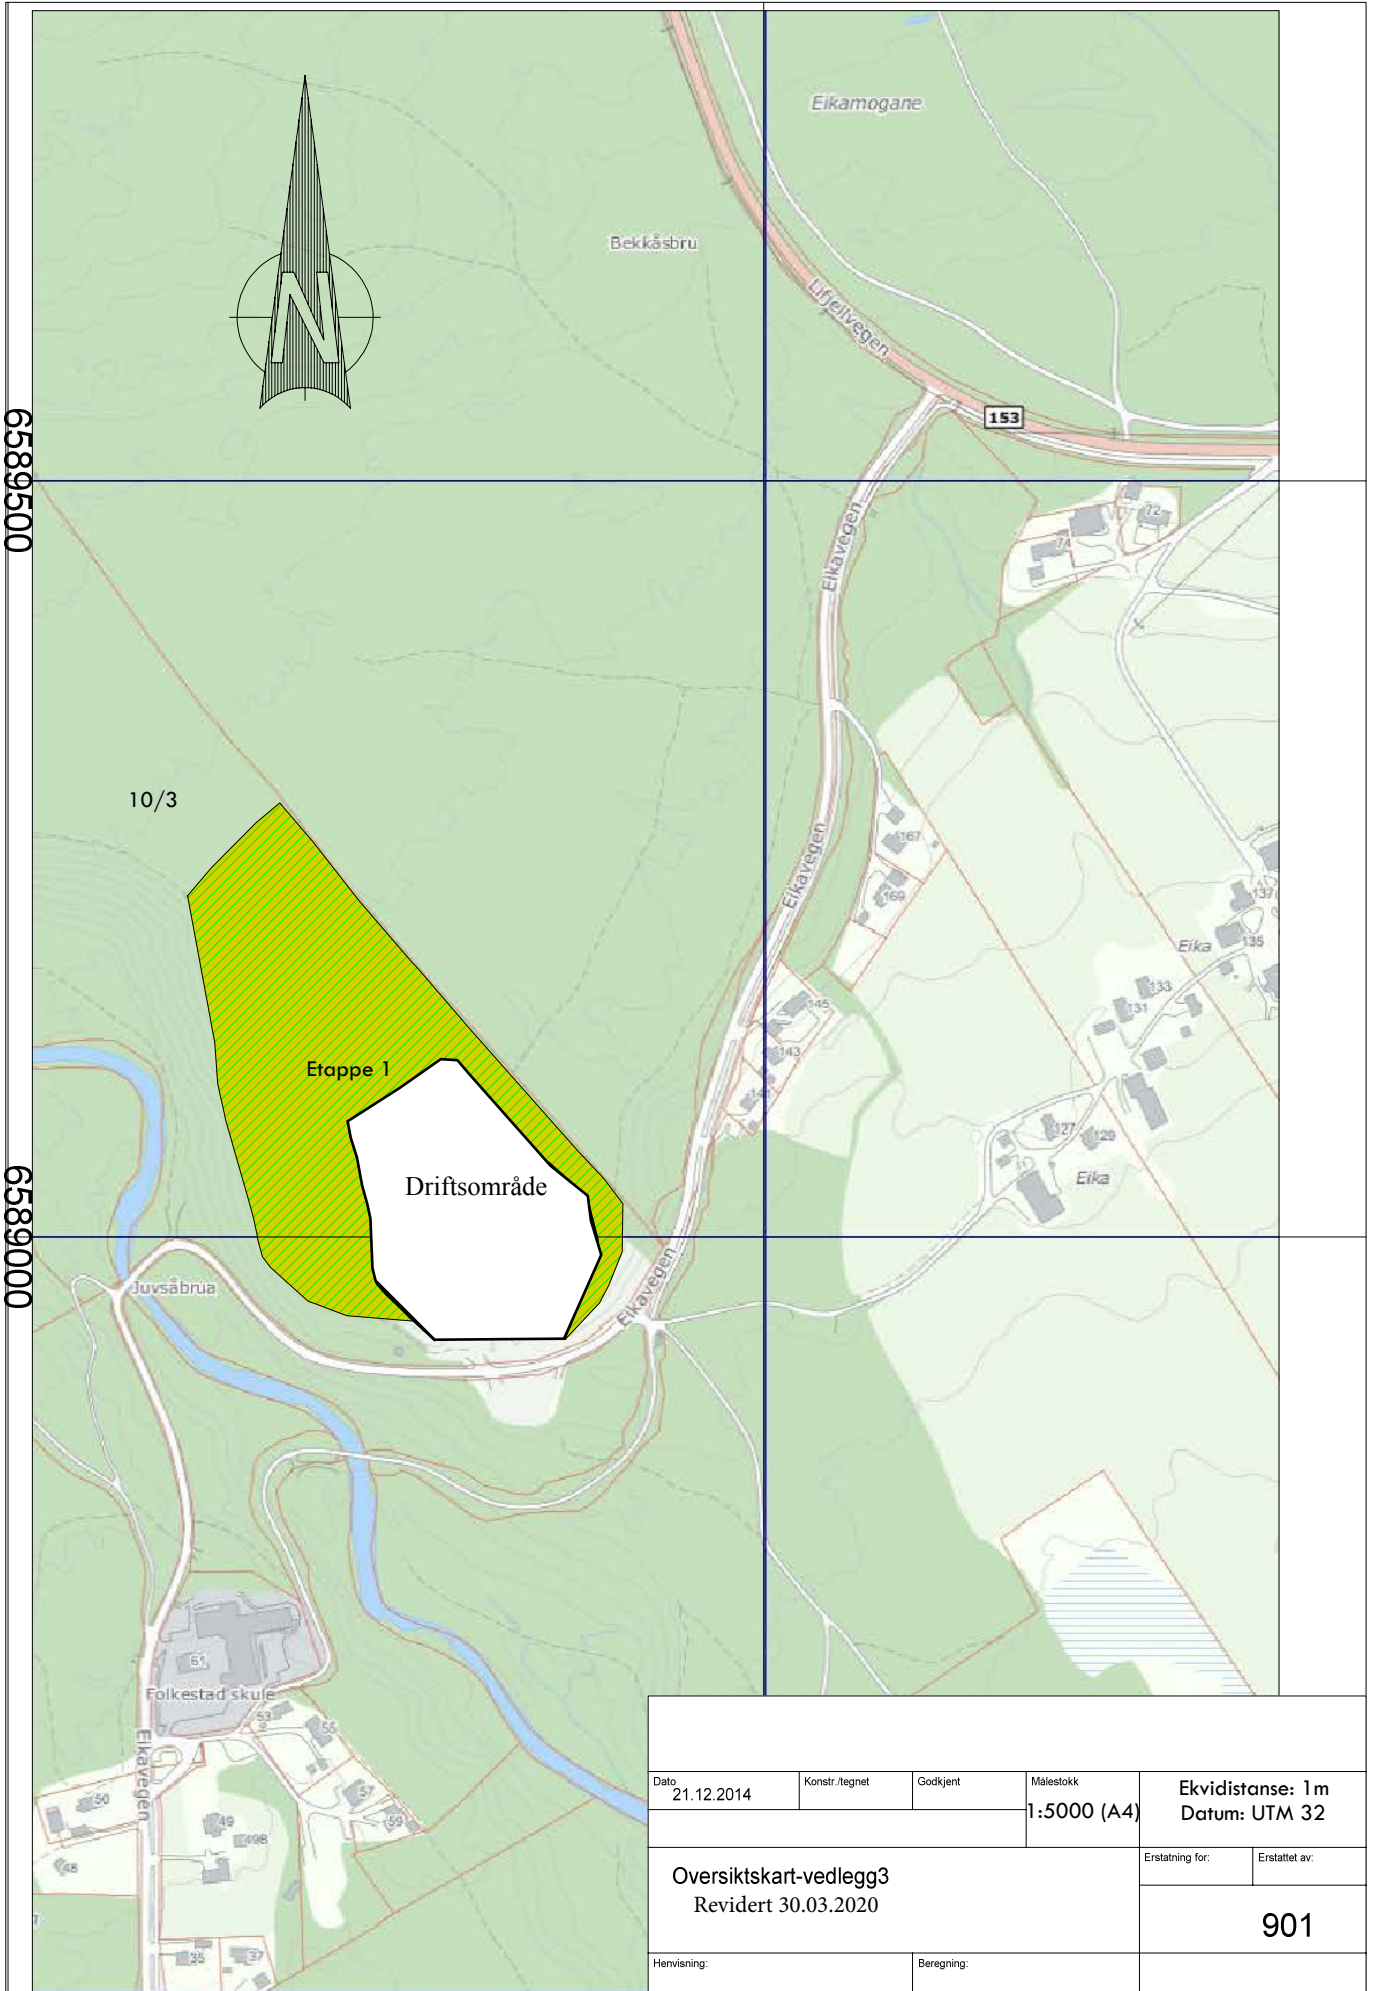 Eikamogane
Bekkåsbru
N
Lifjellvegen
153
6589500
72
74
Eikavegen
10/3
167
Eikavegen
169
137
Eika
135
133
131
145
143
Etappe 1
141
127
129
Eika
Driftsområde
6589000
Juvsåbrua
Eikavegen
61
Folkestad skule
53
55
Eikavegen
57
50
59
49
49B
48
35
37
Dato
21.12.2014
Konstr./tegnet
Godkjent
Målestokk
1:5000 (A4)
Ekvidistanse: 1m
Datum: UTM 32
Oversiktskart-vedlegg3
Revidert 30.03.2020
Erstatning for:
Erstattet av:
901
Henvisning:
Beregning: